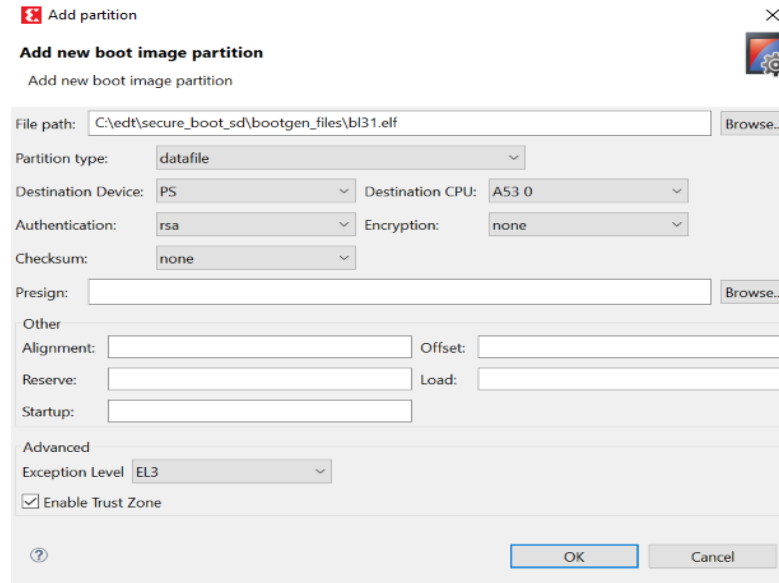 Add partition
Add new boot image partition
Add new boot image partition
File path: C:\edt\secure_boot_sd\bootgen_files\bl31.elf Browse...
Partition type: datafile
Destination Device: PS Destination CPU: A53 0
Authentication: rsa Encryption: none
Checksum: none
Presign: Browse...
Other
Alignment: Offset:
Reserve: Load:
Startup:
Advanced
Exception Level EL3
Enable Trust Zone
OK Cancel